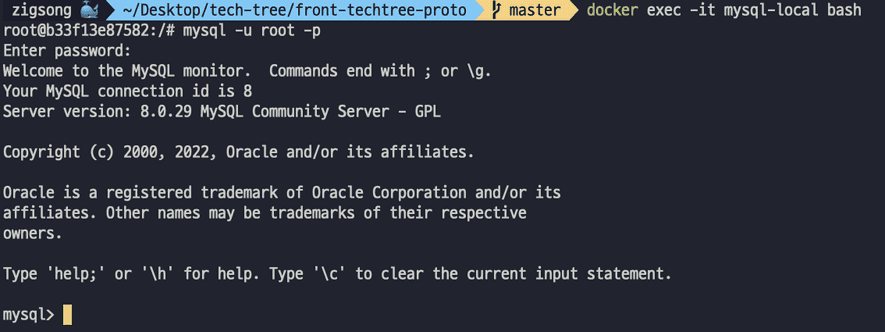 zigsong 🐳 ~/Desktop/tech-tree/front-techtree-proto master docker exec -it mysql-local bash
root@b33f13e87582:/# mysql -u root -p
Enter password:
Welcome to the MySQL monitor.  Commands end with ; or \g.
Your MySQL connection id is 8
Server version: 8.0.29 MySQL Community Server - GPL
Copyright (c) 2000, 2022, Oracle and/or its affiliates.
Oracle is a registered trademark of Oracle Corporation and/or its
affiliates. Other names may be trademarks of their respective
owners.
Type 'help;' or '\h' for help. Type '\c' to clear the current input statement.
mysql>